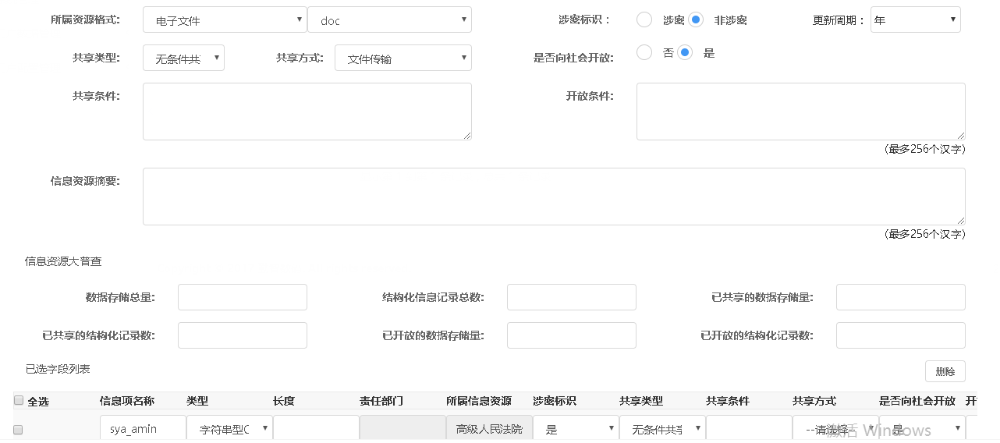 所属资源格式: 电子文件 doc 涉密标识： 涉密 非涉密 更新周期： 年
共享类型: 无条件共 共享方式: 文件传输 是否向社会开放: 否 是
共享条件: 开放条件:
(最多256个汉字)
信息资源摘要:
(最多256个汉字)
信息资源大普查
数据存储总量: 结构化信息记录总数: 已共享的数据存储量:
已共享的结构化记录数: 已开放的数据存储量: 已开放的结构化记录数:
已选字段列表 删除
全选 信息项名称 类型 长度 责任部门 所属信息资源 涉密标识 共享类型 共享条件 共享方式 是否向社会开放 开
sya_amin 字符串型C 高级人民法院 是 无条件共享 --请选择- 是
激活 Windows